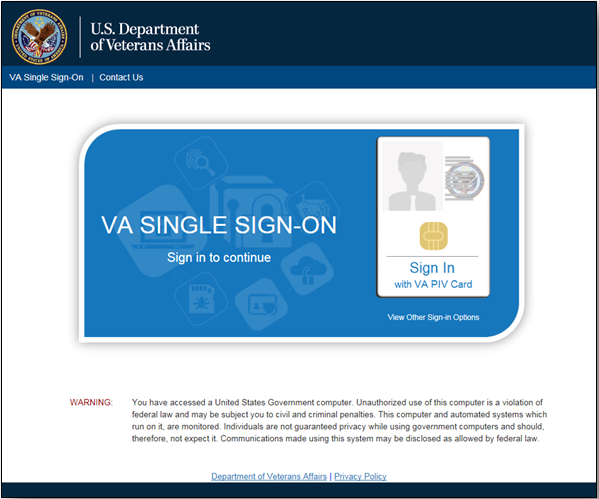 U.S. Department
of Veterans Affairs
VA Single Sign-On | Contact Us
VA SINGLE SIGN-ON
Sign in to continue
Sign In
with VA PIV Card
View Other Sign-in Options
WARNING: You have accessed a United States Government computer. Unauthorized use of this computer is a violation of
federal law and may be subject you to civil and criminal penalties. This computer and automated systems which
run on it, are monitored. Individuals are not guaranteed privacy while using government computers and should,
therefore, not expect it. Communications made using this system may be disclosed as allowed by federal law.
Department of Veterans Affairs | Privacy Policy